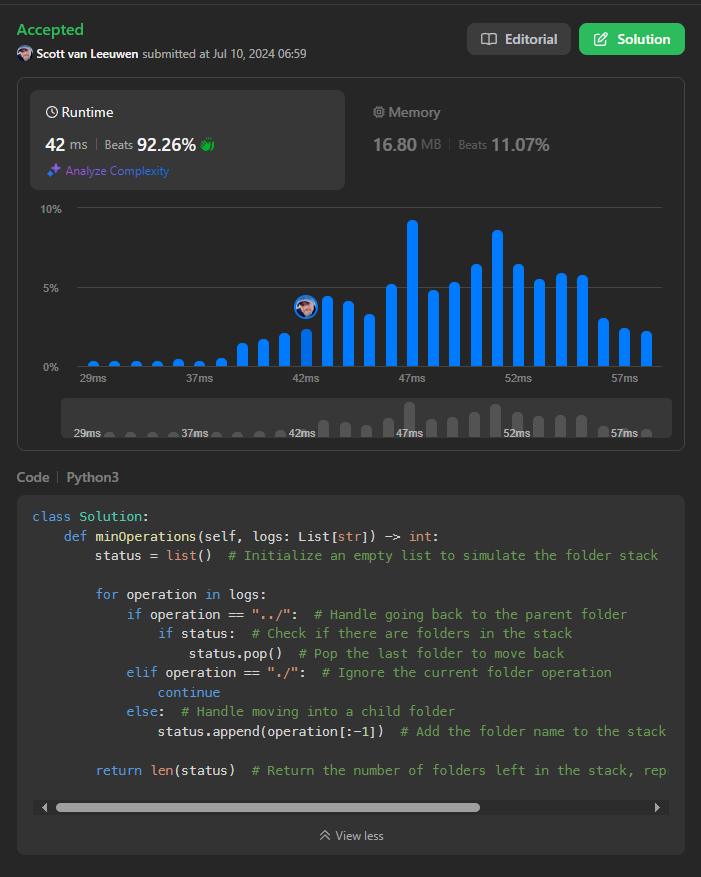 Accepted
Scott van Leeuwen submitted at Jul 10, 2024 06:59
Editorial
Solution
Runtime
42 ms | Beats 92.26%
Analyze Complexity
Memory
16.80 MB | Beats 11.07%
10%
5%
0%
29ms 37ms 42ms 47ms 52ms 57ms
29ms 37ms 42ms 47ms 52ms 57ms
Code | Python3
class Solution:
    def minOperations(self, logs: List[str]) -> int:
        status = list()  # Initialize an empty list to simulate the folder stack

        for operation in logs:
            if operation == "../":  # Handle going back to the parent folder
                if status:  # Check if there are folders in the stack
                    status.pop()  # Pop the last folder to move back
            elif operation == "./":  # Ignore the current folder operation
                continue
            else:  # Handle moving into a child folder
                status.append(operation[:-1])  # Add the folder name to the stack

        return len(status)  # Return the number of folders left in the stack, rep
View less